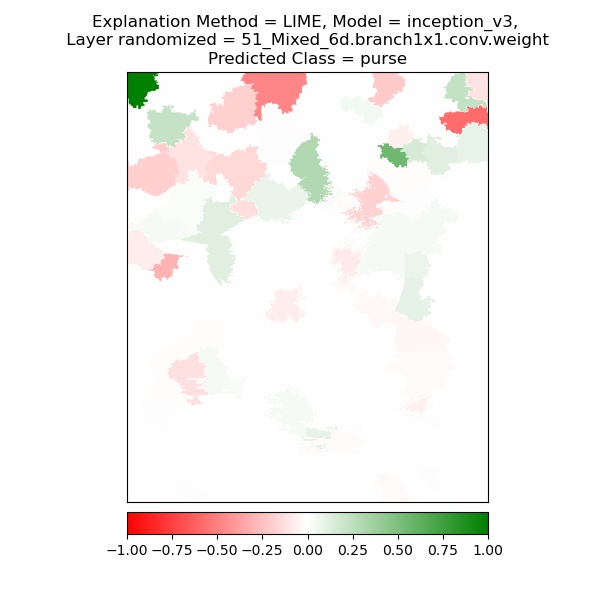 Explanation Method = LIME, Model = inception_v3,
Layer randomized = 51_Mixed_6d.branch1x1.conv.weight
Predicted Class = purse
−1.00 −0.75 −0.50 −0.25 0.00 0.25 0.50 0.75 1.00